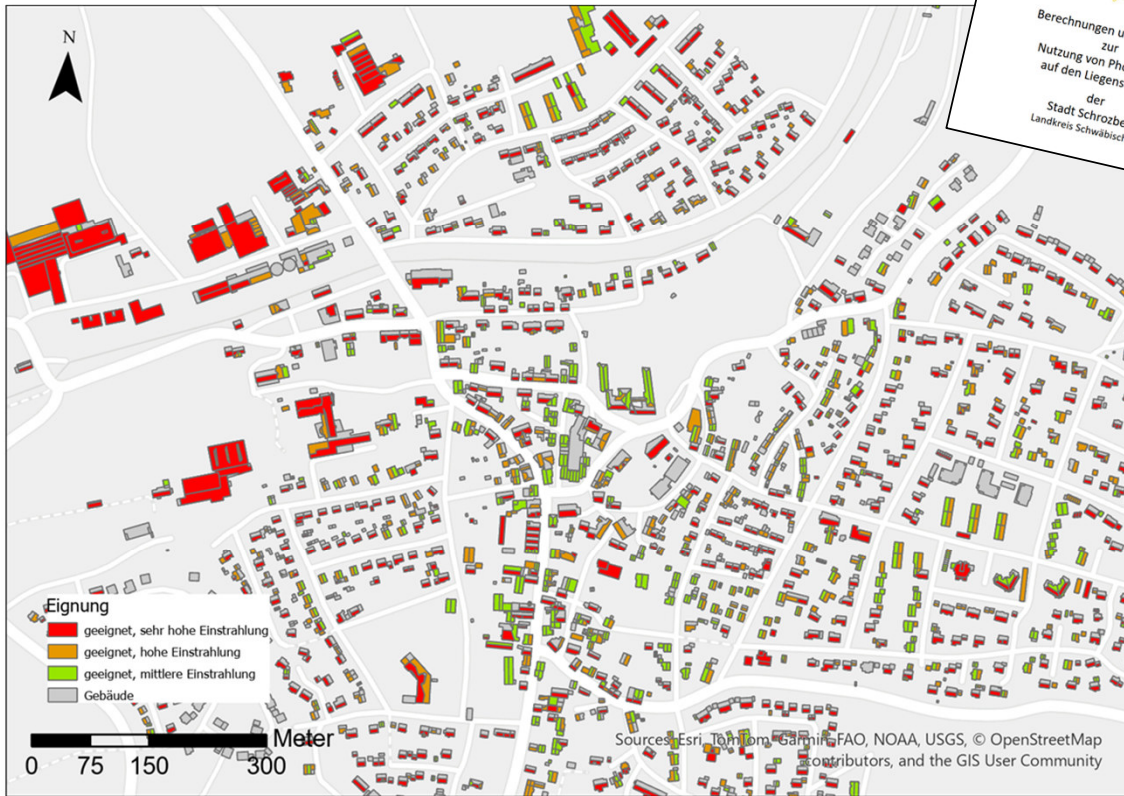 Berechnungen u
zur
Nutzung von Pho
auf den Liegens
der
Stadt Schrozbe
Landkreis Schwäbisch
N
Eignung
geeignet, sehr hohe Einstrahlung
geeignet, hohe Einstrahlung
geeignet, mittlere Einstrahlung
Gebäude
Meter
0 75 150 300
Sources: Esri, TomTom, Garmin, FAO, NOAA, USGS, © OpenStreetMap
contributors, and the GIS User Community